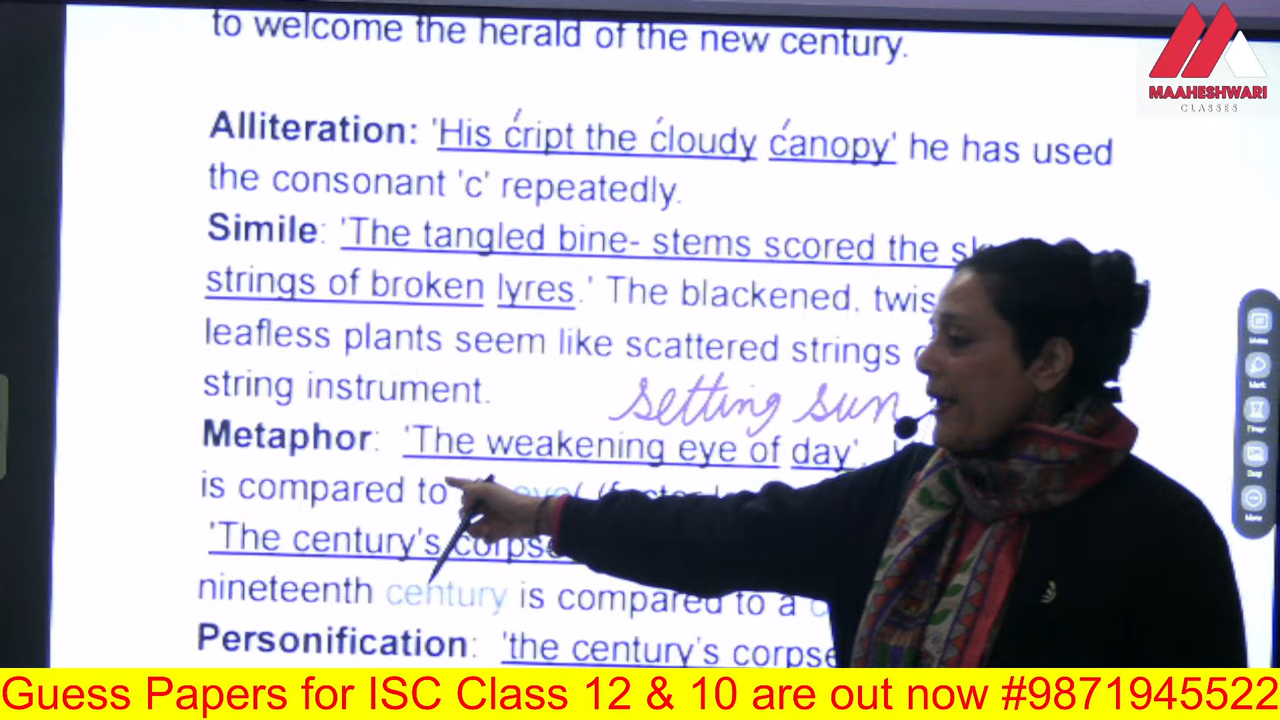 to welcome the herald of the new century.
MAAHESHWARI
CLASSES
Alliteration: 'His cript the cloudy canopy' he has used
the consonant 'c' repeatedly.
Simile: 'The tangled bine- stems scored the
strings of broken lyres.' The blackened. twis
leafless plants seem like scattered strings
string instrument.
setting sun
Metaphor: 'The weakening eye of day'.
is compared to
'The century's corpse
nineteenth century is compared to a
Personification: 'the century's corpse
Guess Papers for ISC Class 12 & 10 are out now #9871945522